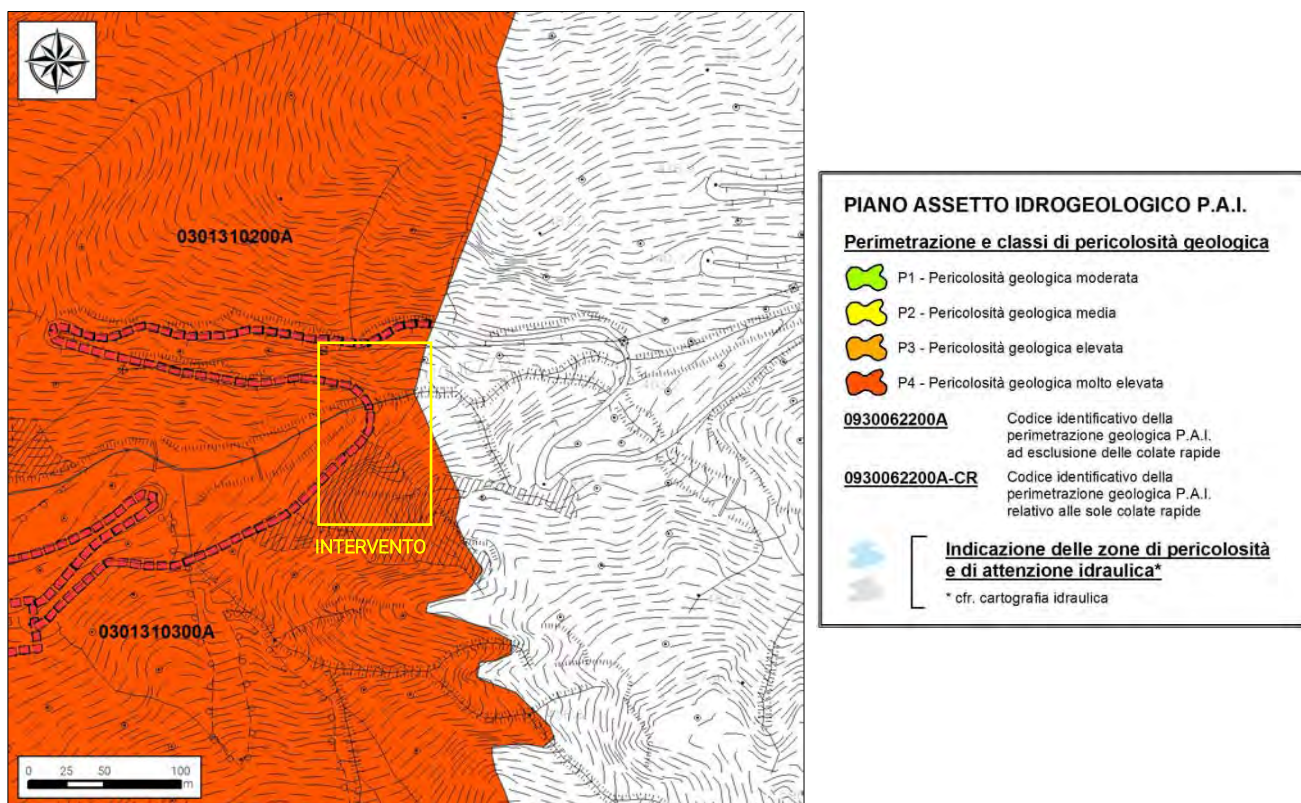 0301310200A
INTERVENTO
0301310300A
0 25 50 100
m
PIANO ASSETTO IDROGEOLOGICO P.A.I.
Perimetrazione e classi di pericolosità geologica
P1 - Pericolosità geologica moderata
P2 - Pericolosità geologica media
P3 - Pericolosità geologica elevata
P4 - Pericolosità geologica molto elevata
0930062200A
Codice identificativo della
perimetrazione geologica P.A.I.
ad esclusione delle colate rapide
0930062200A-CR
Codice identificativo della
perimetrazione geologica P.A.I.
relativo alle sole colate rapide
Indicazione delle zone di pericolosità
e di attenzione idraulica*
* cfr. cartografia idraulica